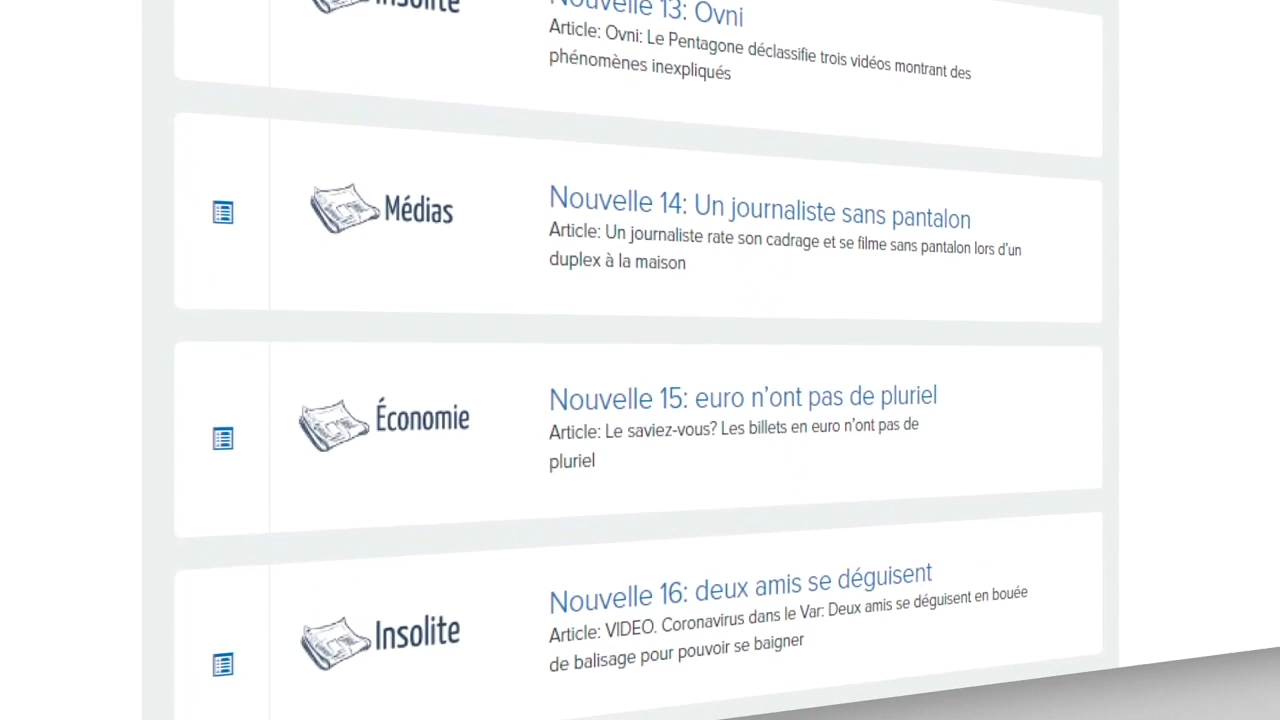 Insolite
Nouvelle 13: Ovni
Article: Ovni: Le Pentagone déclassifie trois vidéos montrant des
phénomènes inexpliqués
Médias
Nouvelle 14: Un journaliste sans pantalon
Article: Un journaliste rate son cadrage et se filme sans pantalon lors d'un
duplex à la maison
Économie
Nouvelle 15: euro n'ont pas de pluriel
Article: Le saviez-vous? Les billets en euro n'ont pas de
pluriel
Insolite
Nouvelle 16: deux amis se déguisent
Article: VIDEO. Coronavirus dans le Var: Deux amis se déguisent en bouée
de balisage pour pouvoir se baigner